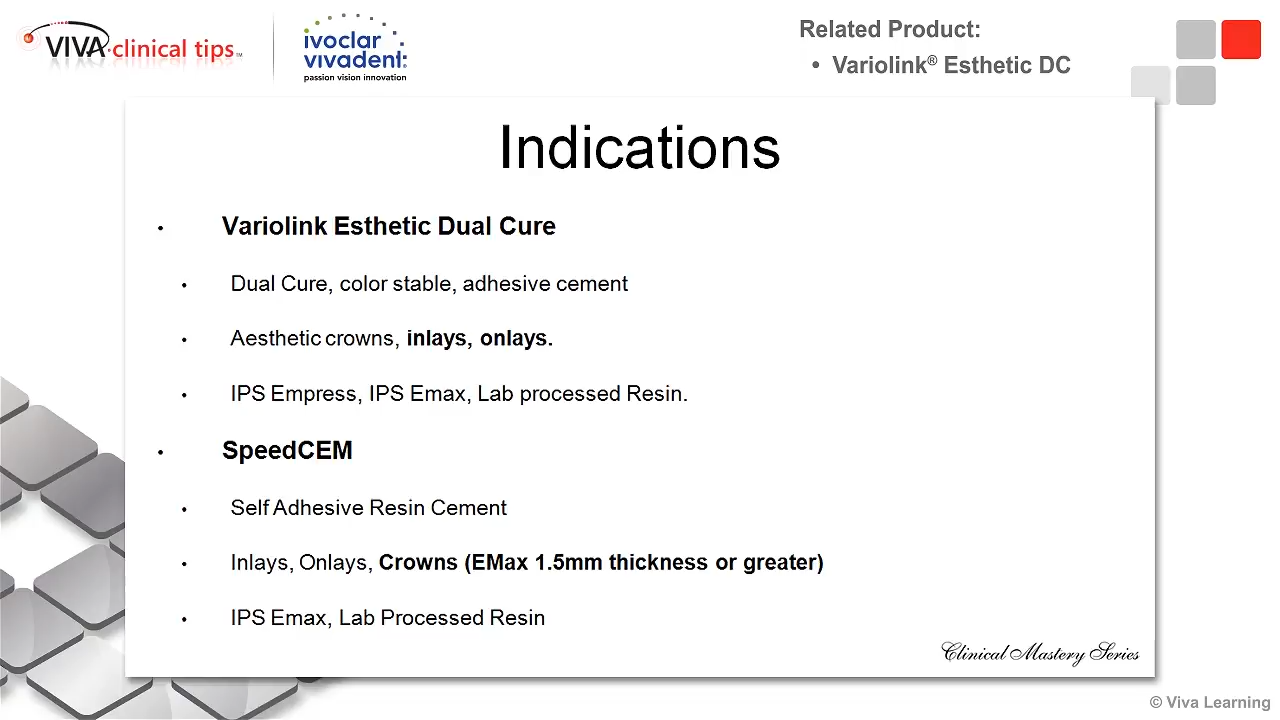 VIVA clinical tips™
ivoclar
vivadent:
passion vision innovation
Related Product:
• Variolink® Esthetic DC
Indications
• Variolink Esthetic Dual Cure
• Dual Cure, color stable, adhesive cement
• Aesthetic crowns, inlays, onlays.
• IPS Empress, IPS Emax, Lab processed Resin.
• SpeedCEM
• Self Adhesive Resin Cement
• Inlays, Onlays, Crowns (EMax 1.5mm thickness or greater)
• IPS Emax, Lab Processed Resin
Clinical Mastery Series
© Viva Learning